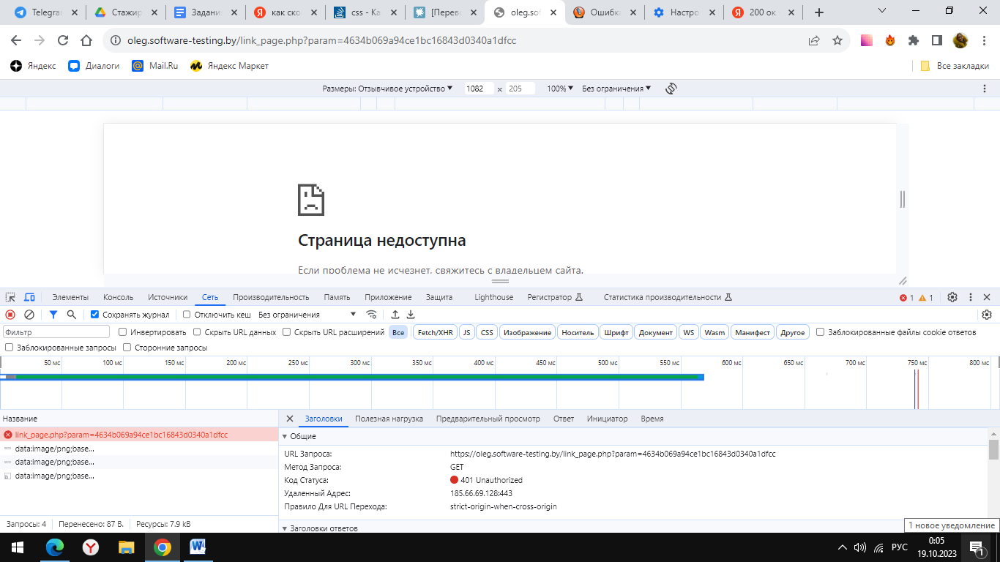 Telegram
Стажир
Задани
как ско
css - Ка
[Перев
oleg.sof
Ошибка
Настро
200 ок
oleg.software-testing.by/link_page.php?param=4634b069a94ce1bc16843d0340a1dfcc
Яндекс Диалоги Mail.Ru Яндекс Маркет Все закладки
Размеры: Отзывчивое устройство 1082 × 205 100% Без ограничения
Страница недоступна
Если проблема не исчезнет, свяжитесь с владельцем сайта.
Элементы Консоль Источники Сеть Производительность Память Приложение Защита Lighthouse Регистратор Статистика производительности 1 1
Сохранять журнал Отключить кеш Без ограничения
Фильтр Инвертировать Скрыть URL данных Скрыть URL расширений Все Fetch/XHR JS CSS Изображение Носитель Шрифт Документ WS Wasm Манифест Другое Заблокированные файлы cookie ответов
Заблокированные запросы Сторонние запросы
50 мс 100 мс 150 мс 200 мс 250 мс 300 мс 350 мс 400 мс 450 мс 500 мс 550 мс 600 мс 650 мс 700 мс 750 мс 800 мс
Название
link_page.php?param=4634b069a94ce1bc16843d0340a1dfcc
data:image/png;base...
data:image/png;base...
data:image/png;base...
Запросы: 4 Перенесено: 87 В. Ресурсы: 7.9 kB
Заголовки Полезная нагрузка Предварительный просмотр Ответ Инициатор Время
Общие
URL Запроса: https://oleg.software-testing.by/link_page.php?param=4634b069a94ce1bc16843d0340a1dfcc
Метод Запроса: GET
Код Статуса: 401 Unauthorized
Удаленный Адрес: 185.66.69.128:443
Правило Для URL Перехода: strict-origin-when-cross-origin
Заголовки ответов
1 новое уведомление
РУС
0:05
19.10.2023
1